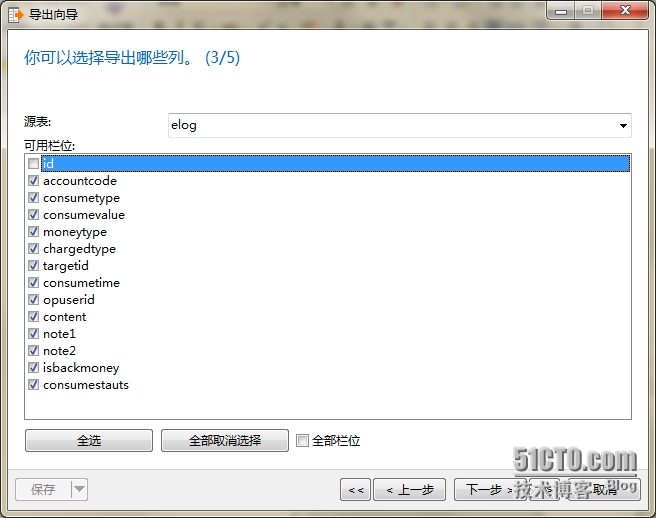 导出向导
你可以选择导出哪些列。 (3/5)
源表:
elog
可用栏位:
id
accountcode
consumetype
consumevalue
moneytype
chargedtype
targetid
consumetime
opuserid
content
note1
note2
isbackmoney
consumestauts
全选
全部取消选择
全部栏位
51CTO.com
技术博客 Blog
保存
<<
< 上一步
下一步 >
取消